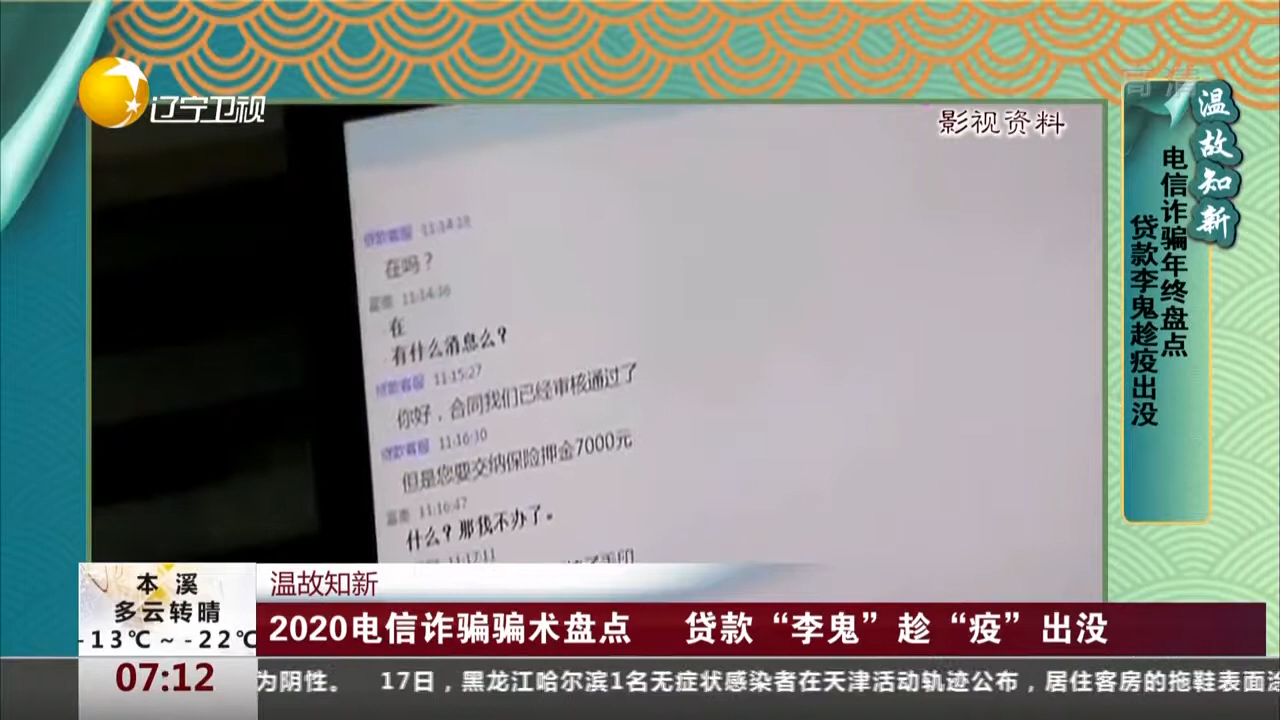 辽宁卫视
高清
影视资料
温故知新
电信诈骗年终盘点
贷款李鬼趁疫出没
贷款客服 11:14:18
在吗？
11:14:36
在
有什么消息么？
贷款客服 11:15:27
你好，合同我们已经审核通过了
贷款客服 11:16:30
但是您要交纳保险押金7000元
11:16:47
什么？那我不办了。
11:17:11
本溪
多云转晴
-13℃～-22℃
07:12
温故知新
2020电信诈骗骗术盘点 贷款“李鬼”趁“疫”出没
为阴性。 17日，黑龙江哈尔滨1名无症状感染者在天津活动轨迹公布，居住客房的拖鞋表面